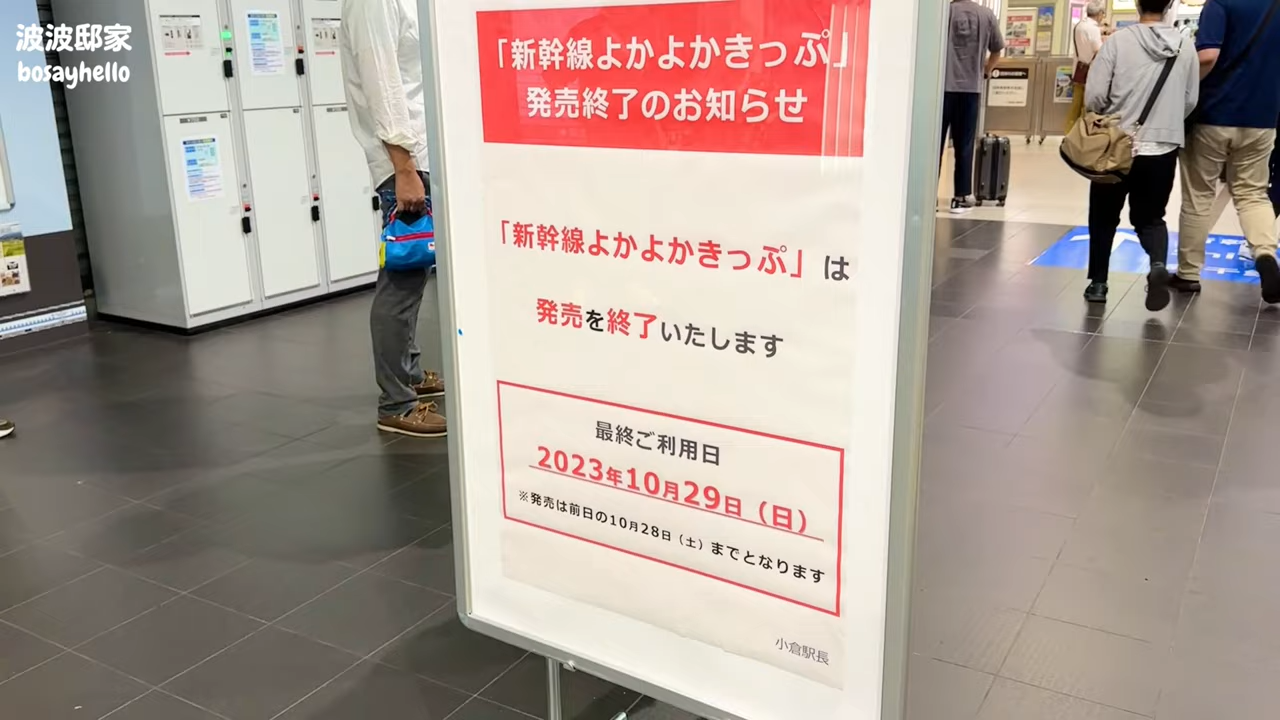 波波邸家
bosayhello
「新幹線よかよかきっぷ」
発売終了のお知らせ
「新幹線よかよかきっぷ」は
発売を終了いたします
最終ご利用日
2023年10月29日（日）
※発売は前日の10月28日（土）までとなります
小倉駅長